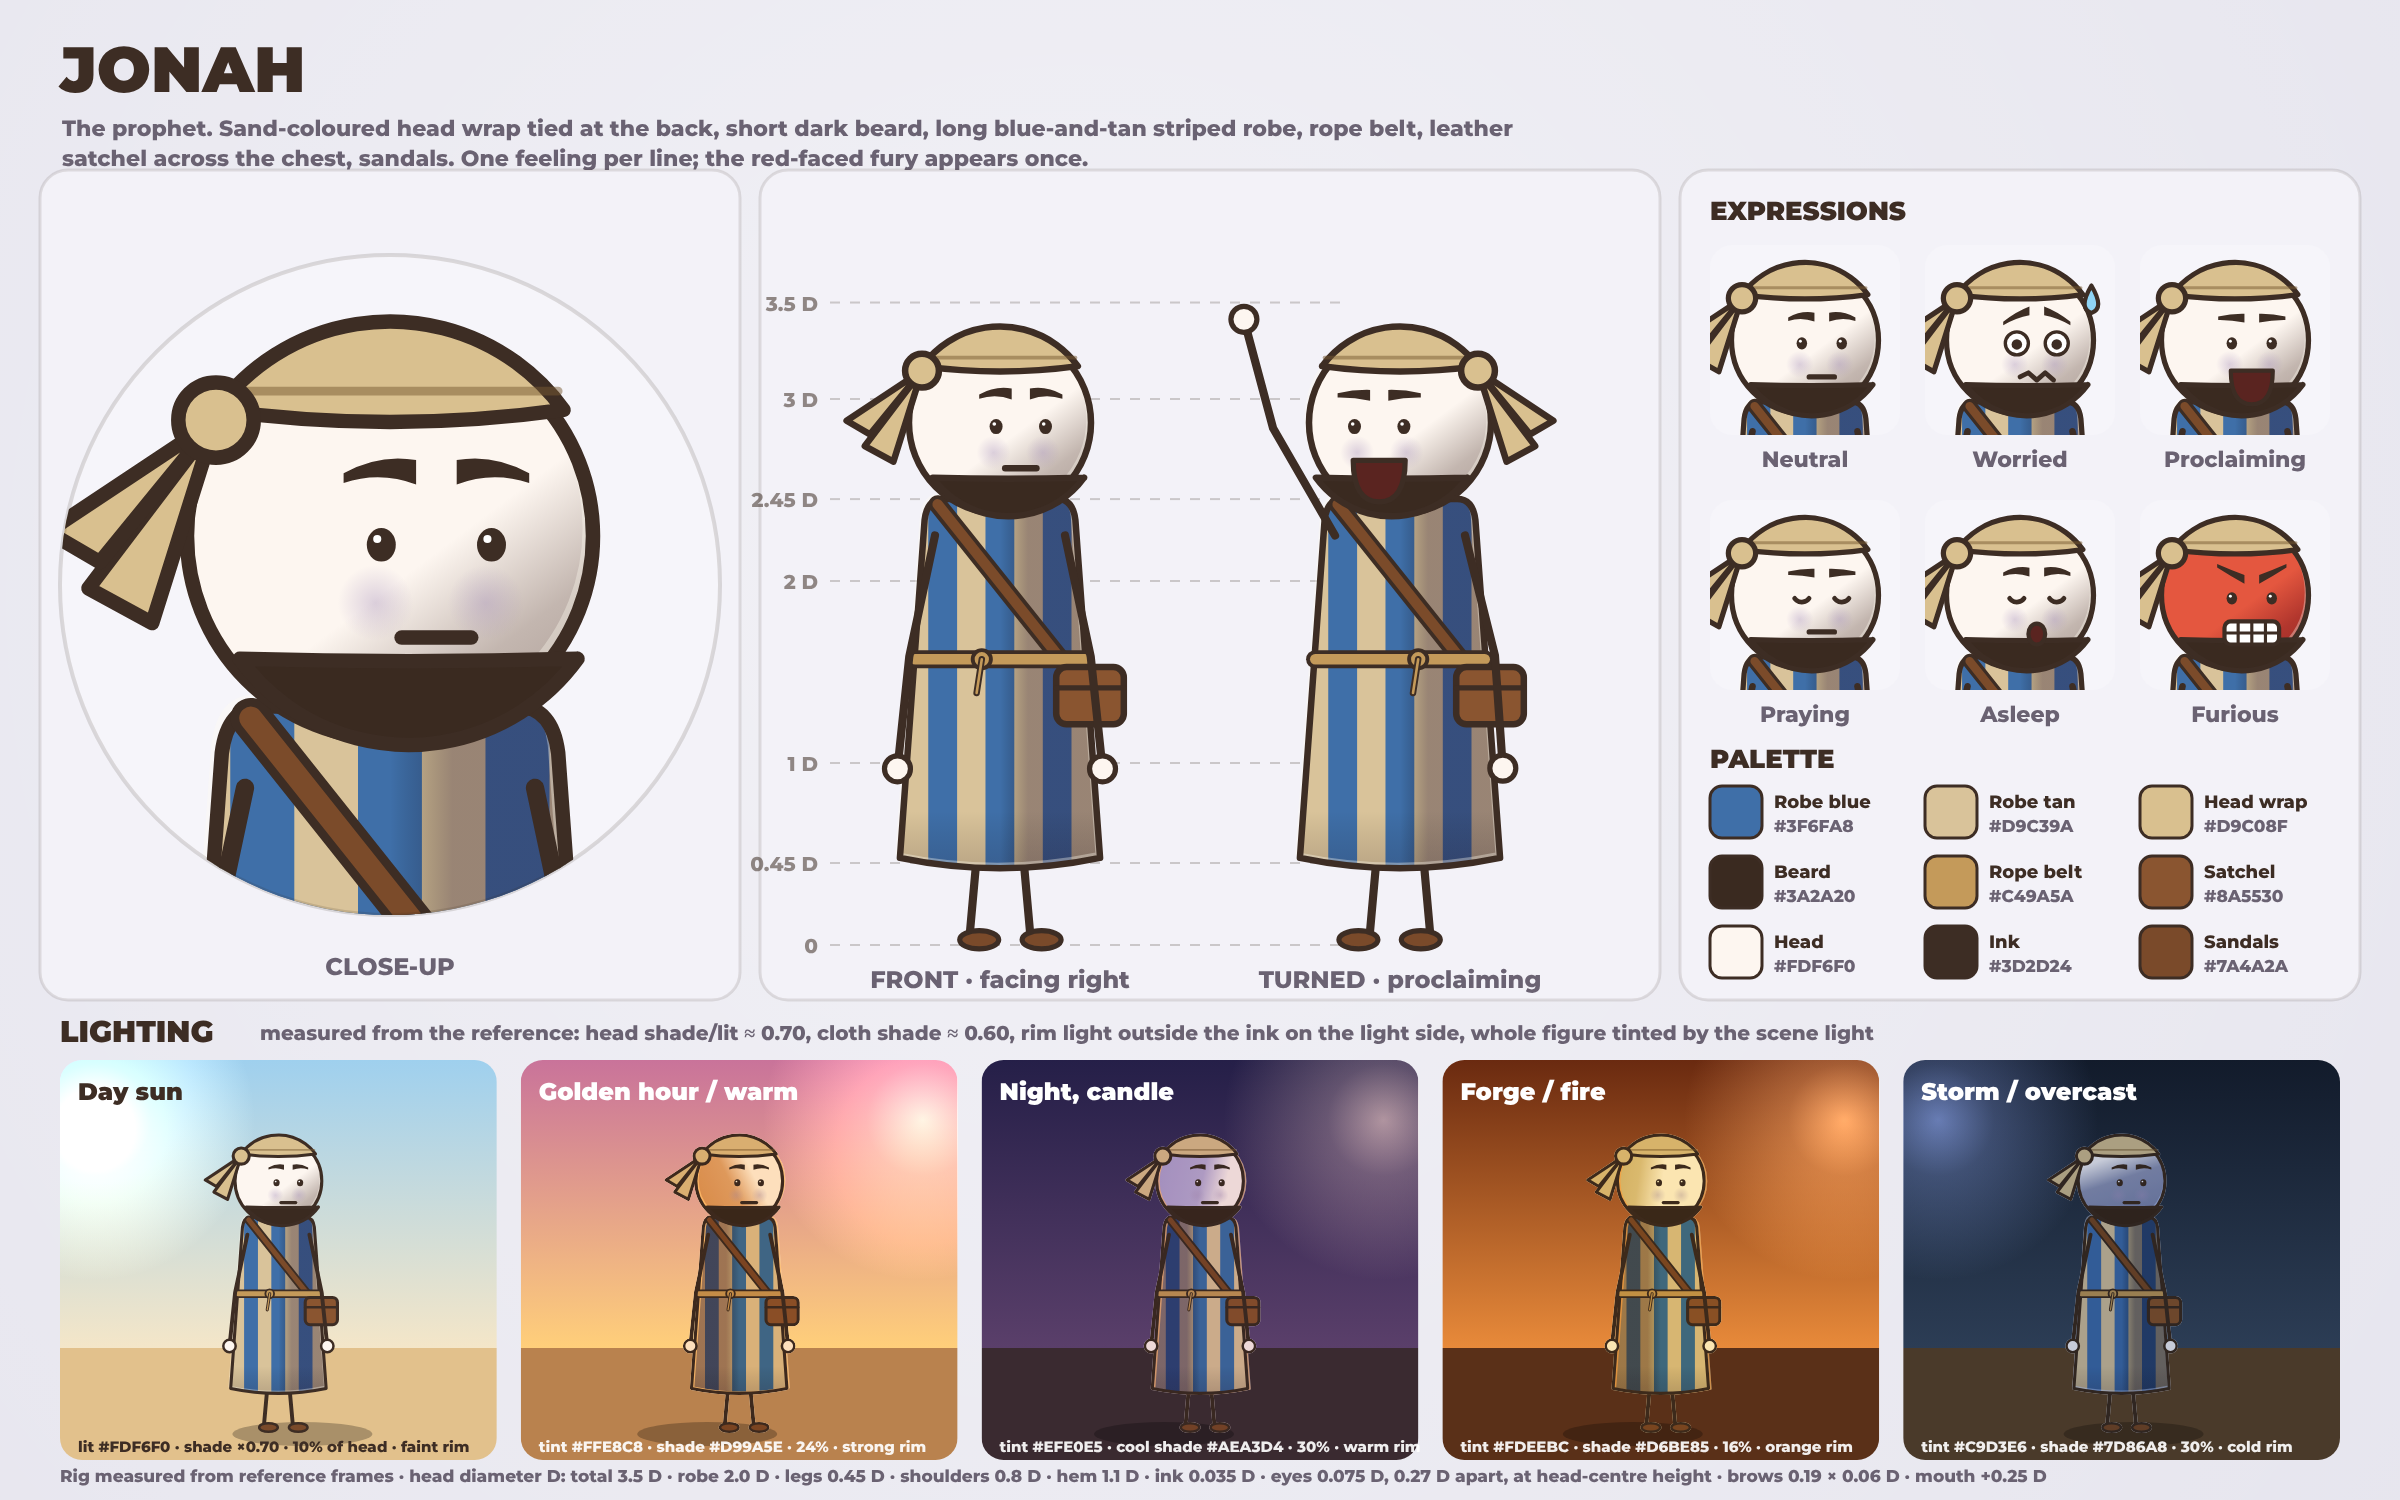 JONAH
The prophet. Sand-coloured head wrap tied at the back, short dark beard, long blue-and-tan striped robe, rope belt, leather
satchel across the chest, sandals. One feeling per line; the red-faced fury appears once.
CLOSE-UP
3.5 D
3 D
2.45 D
2 D
1 D
0.45 D
0
FRONT · facing right
TURNED · proclaiming
EXPRESSIONS
Neutral
Worried
Proclaiming
Praying
Asleep
Furious
PALETTE
Robe blue
#3F6FA8
Robe tan
#D9C39A
Head wrap
#D9C08F
Beard
#3A2A20
Rope belt
#C49A5A
Satchel
#8A5530
Head
#FDF6F0
Ink
#3D2D24
Sandals
#7A4A2A
LIGHTING
measured from the reference: head shade/lit ≈ 0.70, cloth shade ≈ 0.60, rim light outside the ink on the light side, whole figure tinted by the scene light
Day sun
lit #FDF6F0 · shade ×0.70 · 10% of head · faint rim
Golden hour / warm
tint #FFE8C8 · shade #D99A5E · 24% · strong rim
Night, candle
tint #EFE0E5 · cool shade #AEA3D4 · 30% · warm rim
Forge / fire
tint #FDEEBC · shade #D6BE85 · 16% · orange rim
Storm / overcast
tint #C9D3E6 · shade #7D86A8 · 30% · cold rim
Rig measured from reference frames · head diameter D: total 3.5 D · robe 2.0 D · legs 0.45 D · shoulders 0.8 D · hem 1.1 D · ink 0.035 D · eyes 0.075 D, 0.27 D apart, at head-centre height · brows 0.19 × 0.06 D · mouth +0.25 D